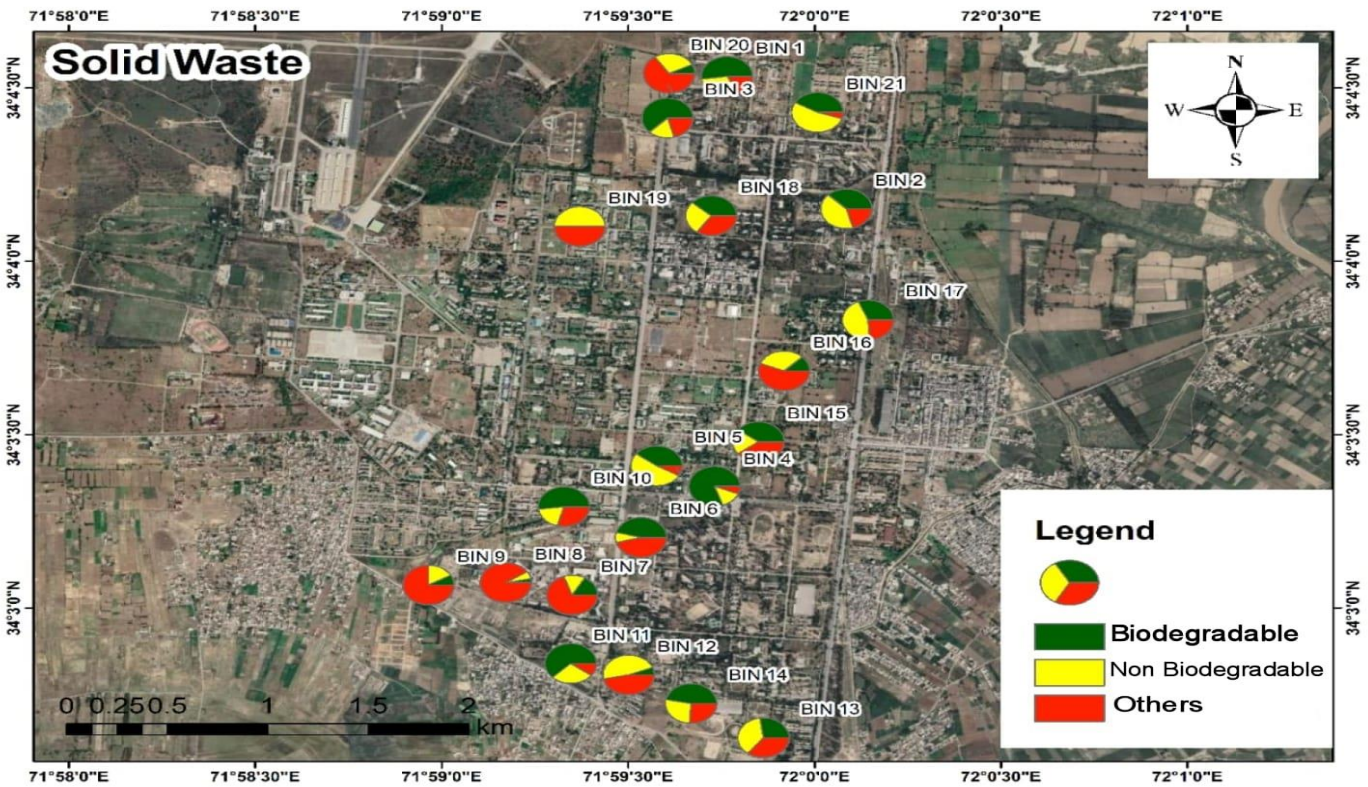 71°58'0"E 71°58'30"E 71°59'0"E 71°59'30"E 72°0'0"E 72°0'30"E 72°1'0"E
Solid Waste
BIN 20 BIN 1
BIN 3
BIN 21
N
W E
S
34°4'30"N 34°4'30"N
BIN 18 BIN 2
BIN 19
34°4'0"N 34°4'0"N
BIN 17
BIN 16
BIN 15
34°3'30"N 34°3'30"N
BIN 5
BIN 4
BIN 10
BIN 6
Legend
BIN 9 BIN 8
BIN 7
34°3'0"N 34°3'0"N
Biodegradable
BIN 11
BIN 12
Non Biodegradable
BIN 14
Others
BIN 13
0 0.25 0.5 1 1.5 2
km
71°58'0"E 71°58'30"E 71°59'0"E 71°59'30"E 72°0'0"E 72°0'30"E 72°1'0"E